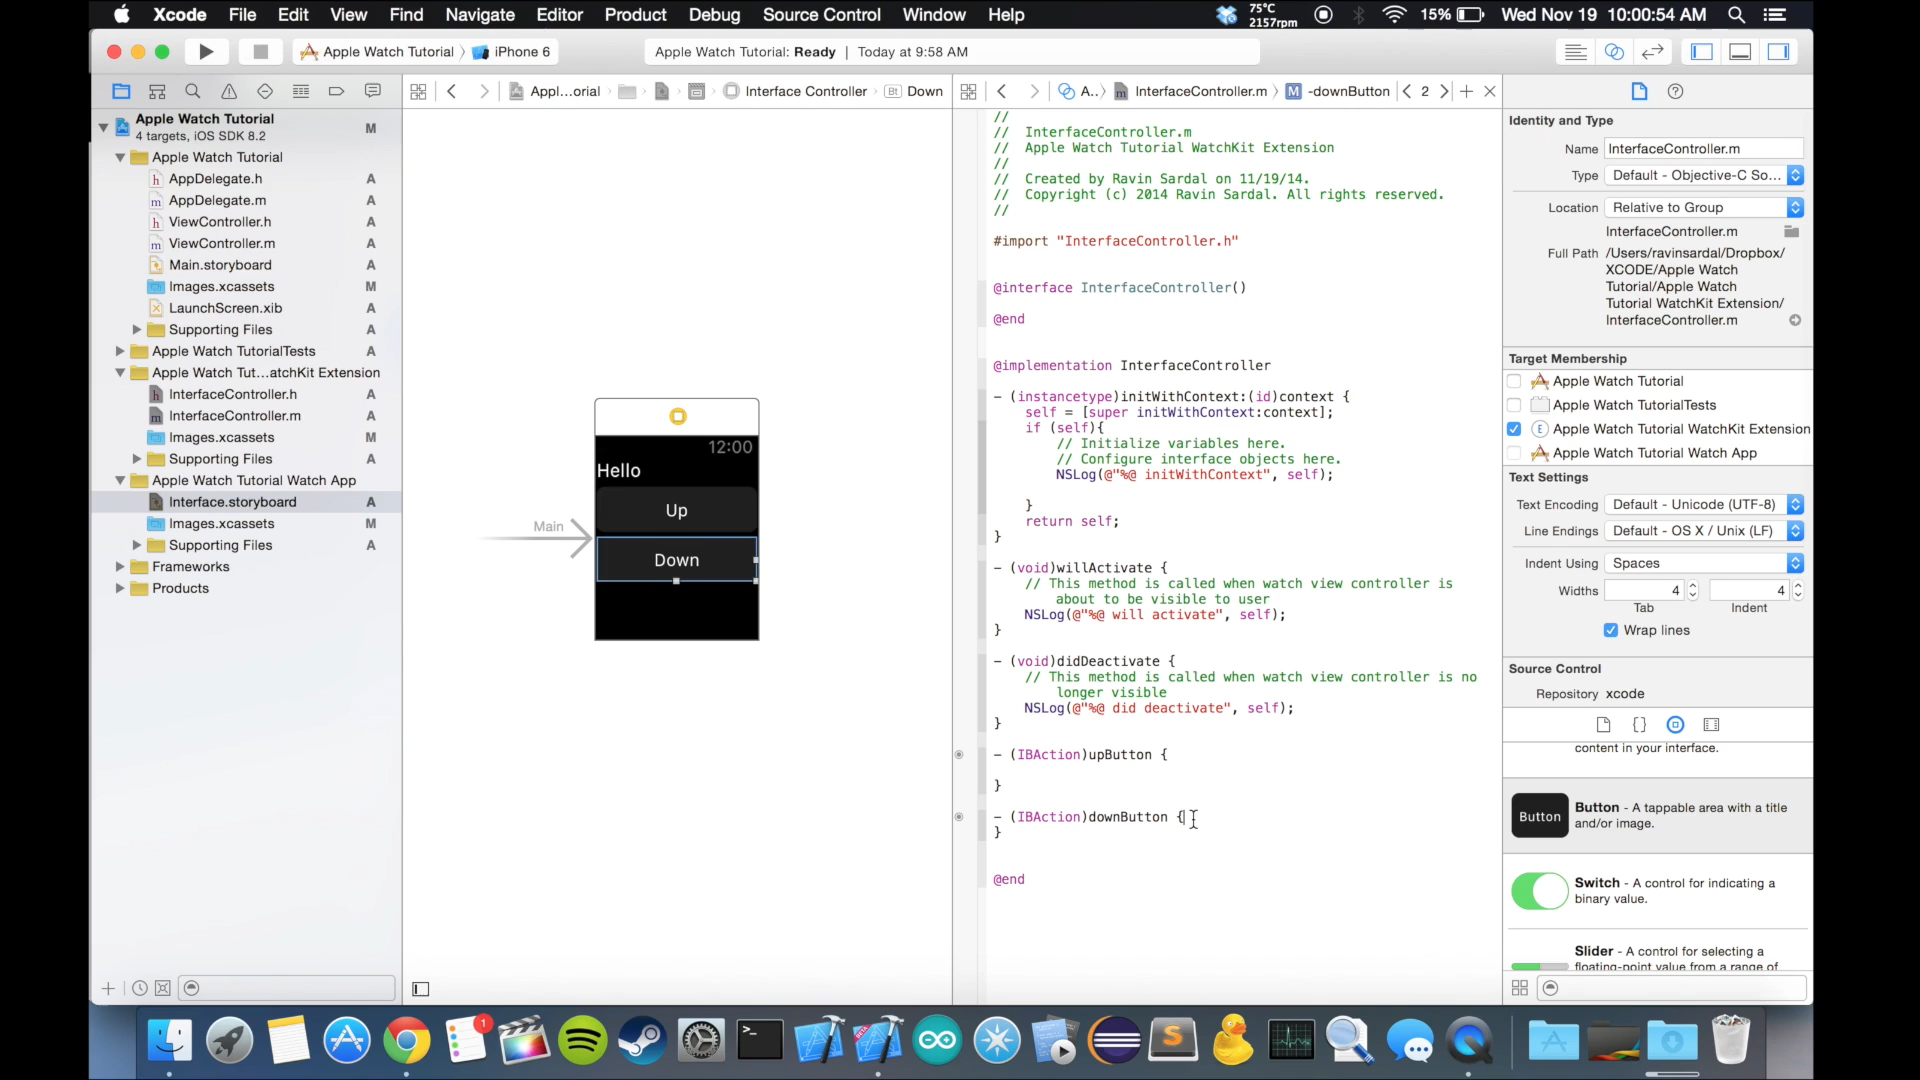 Xcode File Edit View Find Navigate Editor Product Debug Source Control Window Help 75°C 2157rpm 15% Wed Nov 19 10:00:54 AM
Apple Watch Tutorial iPhone 6 Apple Watch Tutorial: Ready | Today at 9:58 AM
Appl...orial Interface Controller Bt Down A.. m InterfaceController.m M -downButton 2
Apple Watch Tutorial M
4 targets, iOS SDK 8.2
Apple Watch Tutorial
h AppDelegate.h A
m AppDelegate.m A
h ViewController.h A
m ViewController.m A
Main.storyboard A
Images.xcassets M
LaunchScreen.xib A
Supporting Files A
Apple Watch TutorialTests A
Apple Watch Tut...atchKit Extension
h InterfaceController.h A
m InterfaceController.m A
Images.xcassets M
Supporting Files A
Apple Watch Tutorial Watch App
Interface.storyboard A
Images.xcassets M
Supporting Files A
Frameworks
Products
12:00
Hello
Up
Main
Down
//
// InterfaceController.m
// Apple Watch Tutorial WatchKit Extension
//
// Created by Ravin Sardal on 11/19/14.
// Copyright (c) 2014 Ravin Sardal. All rights reserved.
//
#import "InterfaceController.h"
@interface InterfaceController()
@end
@implementation InterfaceController
- (instancetype)initWithContext:(id)context {
self = [super initWithContext:context];
if (self){
// Initialize variables here.
// Configure interface objects here.
NSLog(@"%@ initWithContext", self);
}
return self;
}
- (void)willActivate {
// This method is called when watch view controller is
about to be visible to user
NSLog(@"%@ will activate", self);
}
- (void)didDeactivate {
// This method is called when watch view controller is no
longer visible
NSLog(@"%@ did deactivate", self);
}
- (IBAction)upButton {
}
- (IBAction)downButton {
}
@end
Identity and Type
Name InterfaceController.m
Type Default - Objective-C So...
Location Relative to Group
InterfaceController.m
Full Path /Users/ravinsardal/Dropbox/
XCODE/Apple Watch
Tutorial/Apple Watch
Tutorial WatchKit Extension/
InterfaceController.m
Target Membership
Apple Watch Tutorial
Apple Watch TutorialTests
E Apple Watch Tutorial WatchKit Extension
Apple Watch Tutorial Watch App
Text Settings
Text Encoding Default - Unicode (UTF-8)
Line Endings Default - OS X / Unix (LF)
Indent Using Spaces
Widths 4 4
Tab Indent
Wrap lines
Source Control
Repository xcode
{}
content in your interface.
Button Button - A tappable area with a title
and/or image.
Switch - A control for indicating a
binary value.
Slider - A control for selecting a
floating-point value from a range of
1
>_
S